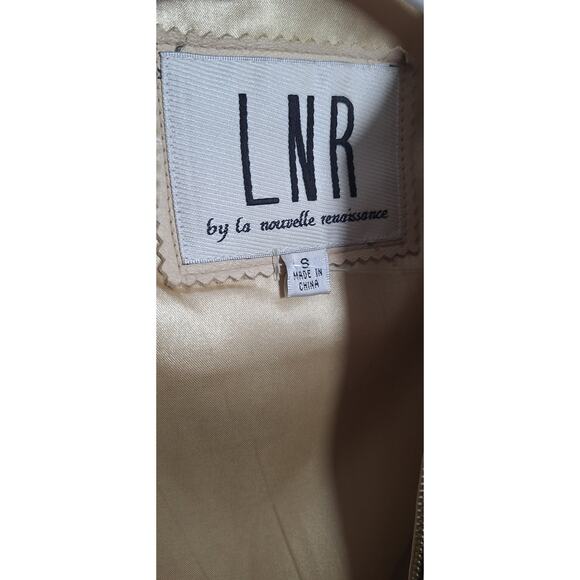 LNR
by la nouvelle renaissance
S
MADE IN
CHINA